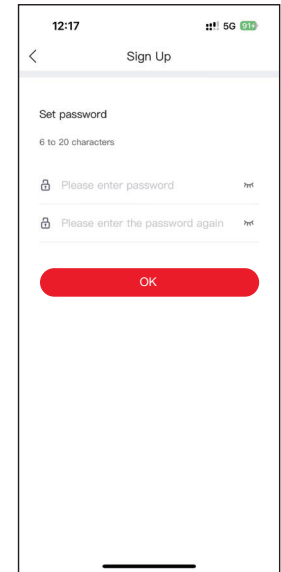 12:17 5G 91
Sign Up
Set password
6 to 20 characters
Please enter password
Please enter the password again
OK